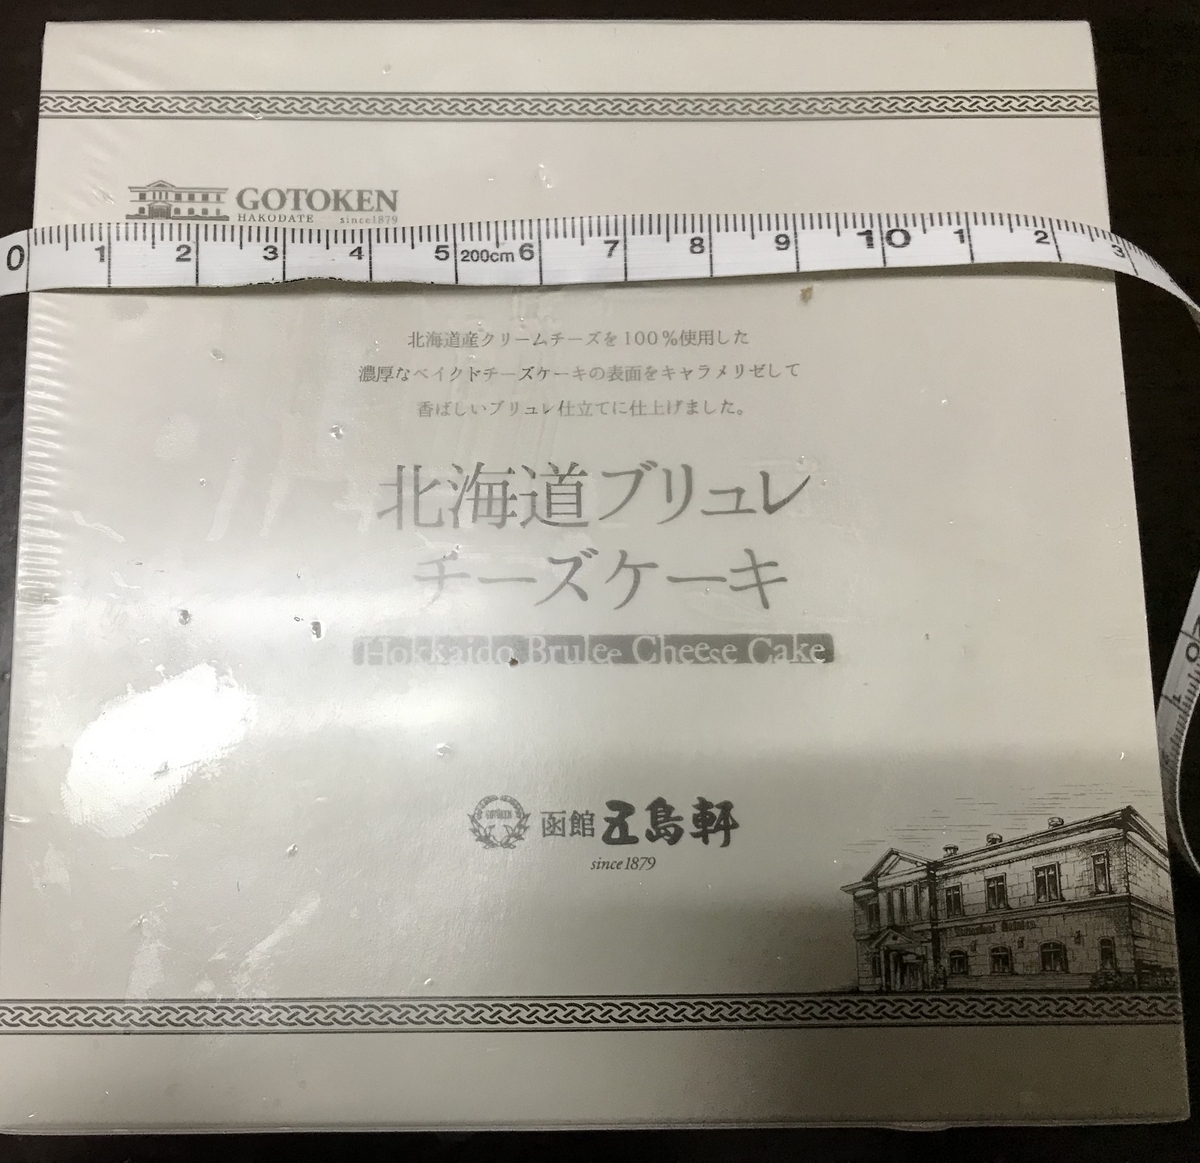 GOTOKEN
HAKODATE since1879
0 1 2 3 4 5 200cm 6 7 8 9 10 1 2 3
北海道産クリームチーズを100%使用した
濃厚なベイクドチーズケーキの表面をキャラメリゼして
香ばしいブリュレ仕立てに仕上げました。
北海道ブリュレ
チーズケーキ
Hokkaido Brulee Cheese Cake
GOTOKEN
函館 五島軒
since1879